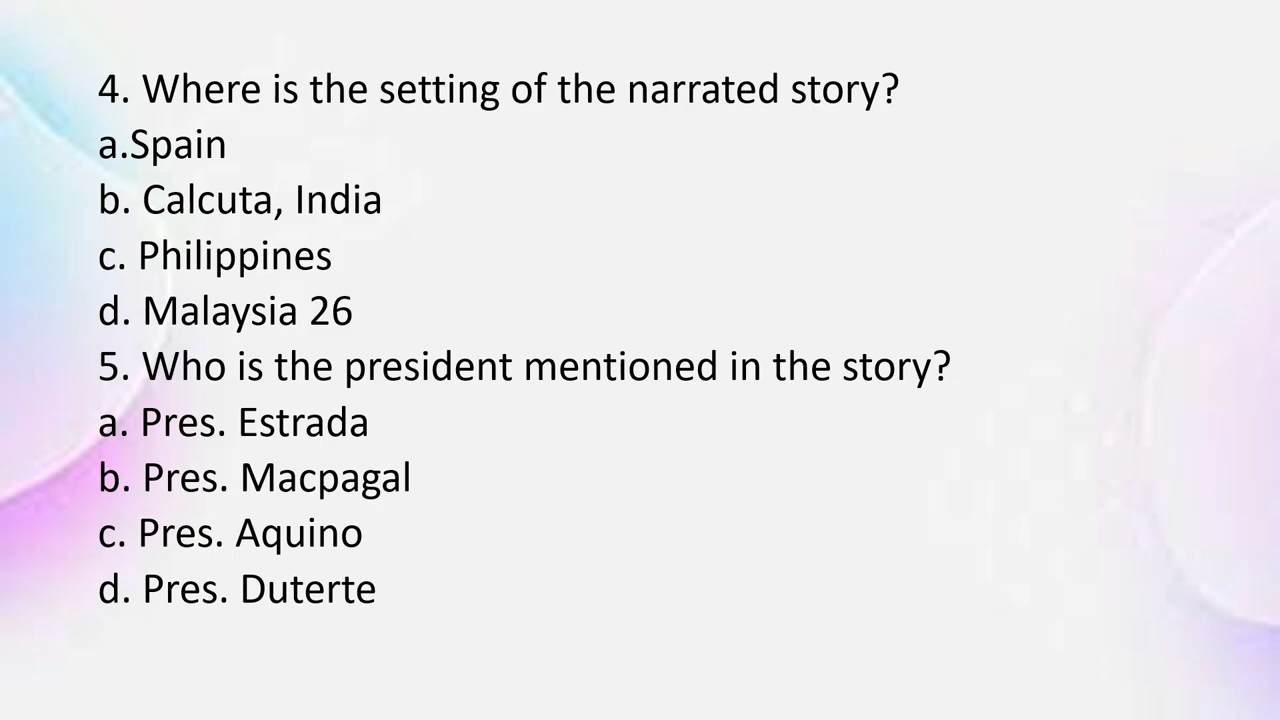 4. Where is the setting of the narrated story?
a.Spain
b. Calcuta, India
c. Philippines
d. Malaysia 26
5. Who is the president mentioned in the story?
a. Pres. Estrada
b. Pres. Macpagal
c. Pres. Aquino
d. Pres. Duterte